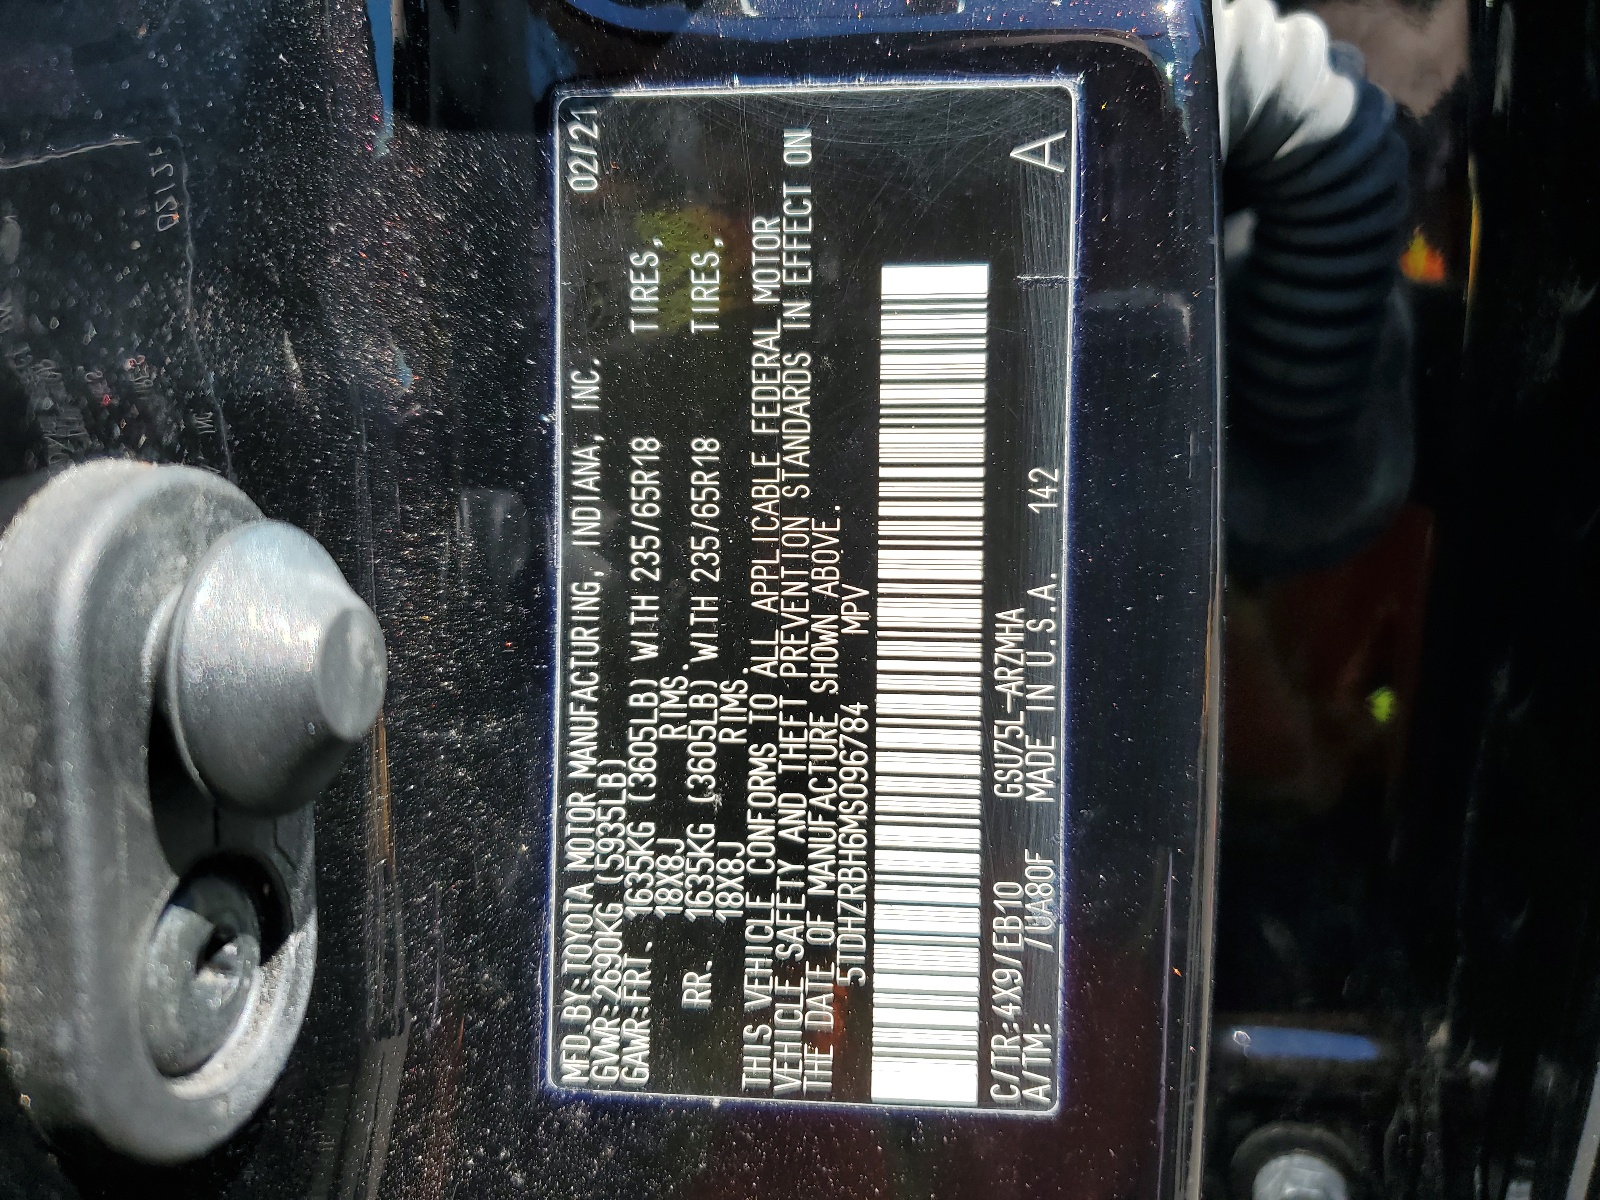 MFD.BY:TOYOTA MOTOR MANUFACTURING, INDIANA, INC. 02/21
GVWR:2690KG (5935LB)
GAWR:FRT. 1635KG (3605LB) WITH 235/65R18 TIRES,
18X8J RIMS.
RR. 1635KG (3605LB) WITH 235/65R18 TIRES,
18X8J RIMS.
THIS VEHICLE CONFORMS TO ALL APPLICABLE FEDERAL MOTOR
VEHICLE SAFETY AND THEFT PREVENTION STANDARDS IN EFFECT ON
THE DATE OF MANUFACTURE SHOWN ABOVE.
5TDHZRBH6MS096784 MPV
C/TR:4X9/EB10 GSU75L-ARZMHA
A/TM: /UA80F MADE IN U.S.A. 142 A